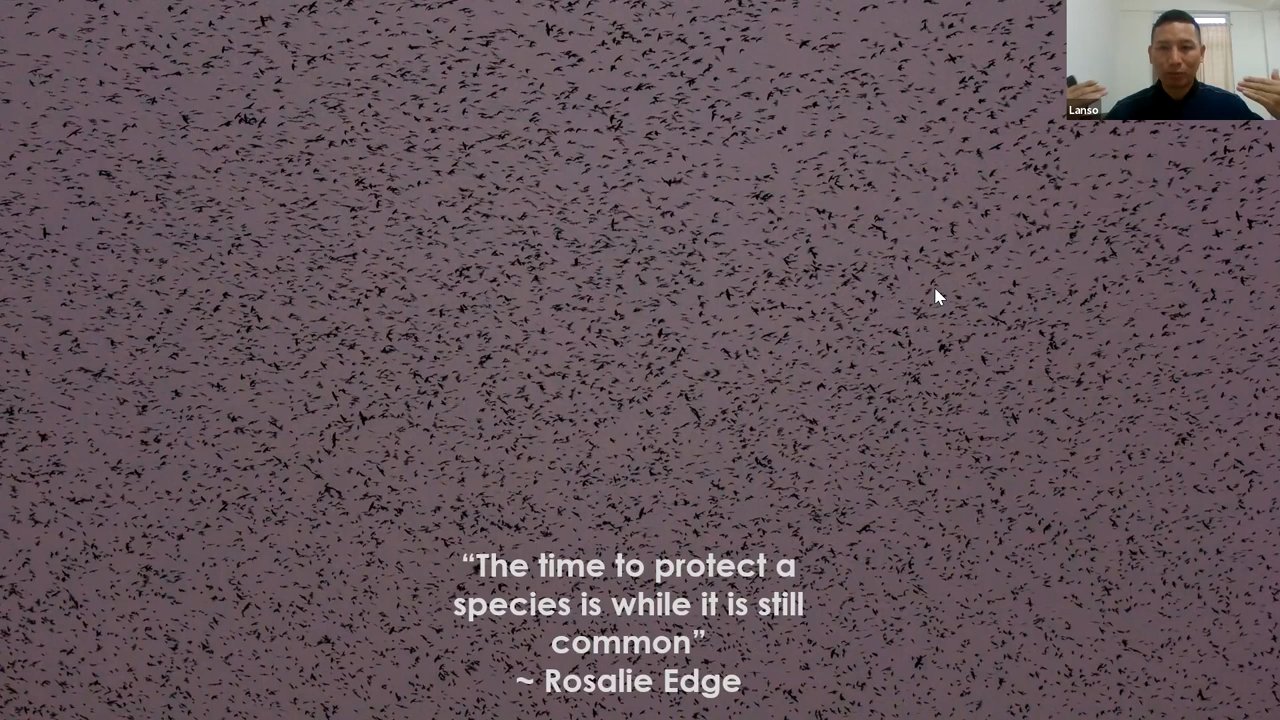 Lanso
“The time to protect a
species is while it is still
common”
~ Rosalie Edge